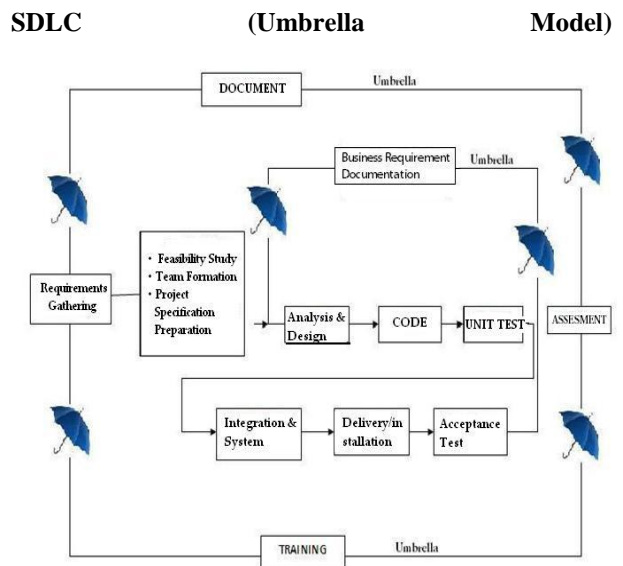 SDLC (Umbrella Model)
DOCUMENT
Umbrella
Business Requirement
Documentation
Umbrella
• Feasibility Study
• Team Formation
• Project
Specification
Preparation
Requirements
Gathering
Analysis &
Design
CODE
UNIT TEST
ASSESMENT
Integration &
System
Delivery/in
stallation
Acceptance
Test
TRAINING
Umbrella